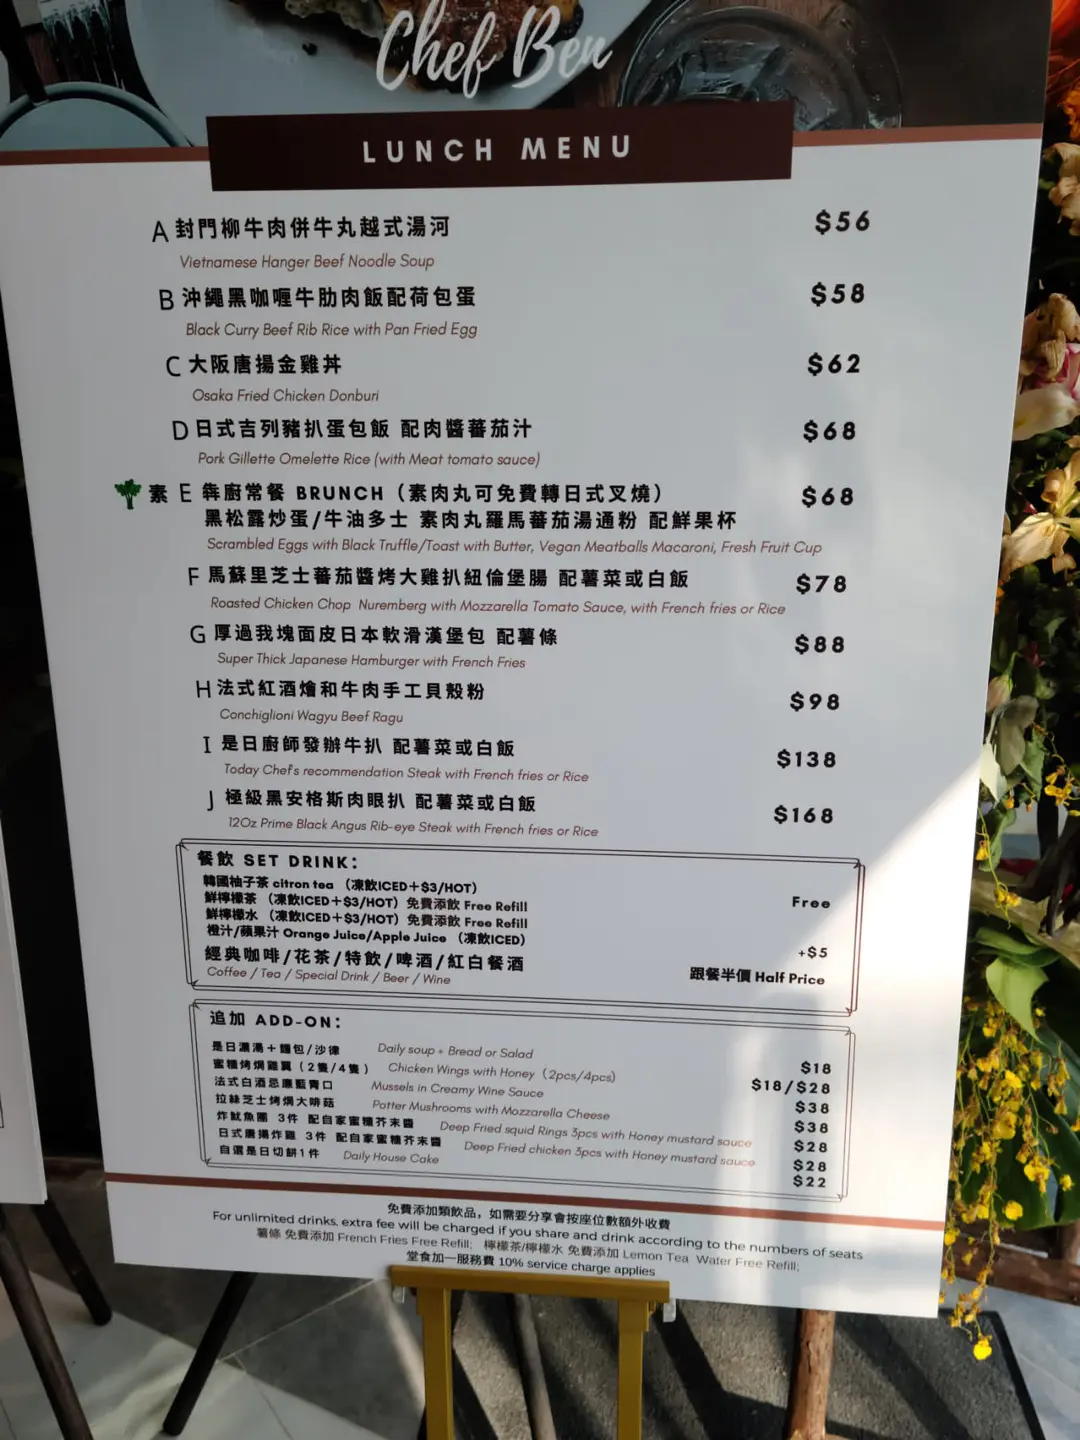 Chef Ben
LUNCH MENU
A 封門柳牛肉併牛丸越式湯河 $56
Vietnamese Hanger Beef Noodle Soup
B 沖繩黑咖喱牛肋肉飯配荷包蛋 $58
Black Curry Beef Rib Rice with Pan Fried Egg
C 大阪唐揚金雞丼 $62
Osaka Fried Chicken Donburi
D 日式吉列豬扒蛋包飯 配肉醬蕃茄汁 $68
Pork Gillette Omelette Rice (with Meat tomato sauce)
素 E 犇廚常餐 BRUNCH（素肉丸可免費轉日式叉燒） $68
黑松露炒蛋/牛油多士 素肉丸羅馬蕃茄湯通粉 配鮮果杯
Scrambled Eggs with Black Truffle/Toast with Butter, Vegan Meatballs Macaroni, Fresh Fruit Cup
F 馬蘇里芝士蕃茄醬烤大雞扒紐倫堡腸 配薯菜或白飯 $78
Roasted Chicken Chop Nuremberg with Mozzarella Tomato Sauce, with French fries or Rice
G 厚過我塊面皮日本軟滑漢堡包 配薯條 $88
Super Thick Japanese Hamburger with French Fries
H 法式紅酒燴和牛肉手工貝殼粉 $98
Conchiglioni Wagyu Beef Ragu
I 是日廚師發辦牛扒 配薯菜或白飯 $138
Today Chef's recommendation Steak with French fries or Rice
J 極級黑安格斯肉眼扒 配薯菜或白飯 $168
12Oz Prime Black Angus Rib-eye Steak with French fries or Rice
餐飲 SET DRINK：
韓國柚子茶 citron tea （凍飲ICED＋$3/HOT）
鮮檸檬茶 （凍飲ICED＋$3/HOT）免費添飲 Free Refill Free
鮮檸檬水 （凍飲ICED＋$3/HOT）免費添飲 Free Refill
橙汁/蘋果汁 Orange Juice/Apple Juice （凍飲ICED） +$5
經典咖啡/花茶/特飲/啤酒/紅白餐酒 跟餐半價 Half Price
Coffee / Tea / Special Drink / Beer / Wine
追加 ADD-ON：
是日濃湯＋麵包/沙律 Daily soup + Bread or Salad $18
蜜糖烤焗雞翼（2隻/4隻） Chicken Wings with Honey (2pcs/4pcs) $18/$28
法式白酒忌廉藍青口 Mussels in Creamy Wine Sauce $38
拉絲芝士烤焗大啡菇 Potter Mushrooms with Mozzarella Cheese $38
炸魷魚圈 3件 配自家蜜糖芥末醬 Deep Fried squid Rings 3pcs with Honey mustard sauce $28
日式唐揚炸雞 3件 配自家蜜糖芥末醬 Deep Fried chicken 3pcs with Honey mustard sauce $28
自選是日切餅1件 Daily House Cake $22
免費添加類飲品，如需要分享會按座位數額外收費
For unlimited drinks, extra fee will be charged if you share and drink according to the numbers of seats
薯條 免費添加 French Fries Free Refill; 檸檬茶/檸檬水 免費添加 Lemon Tea Water Free Refill;
堂食加一服務費 10% service charge applies